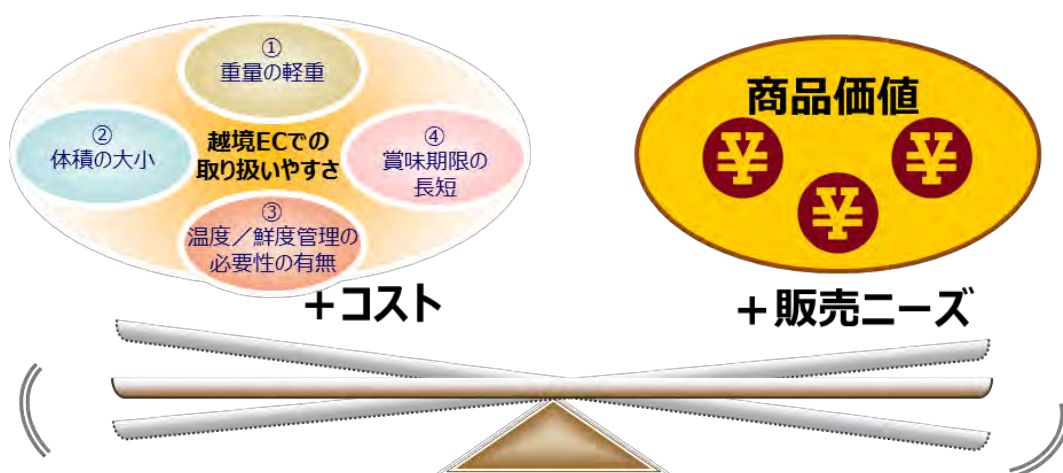 ①
重量の軽重
②
体積の大小
越境ECでの
取り扱いやすさ
④
賞味期限の
長短
③
温度／鮮度管理の
必要性の有無
＋コスト
商品価値
¥
¥
¥
＋販売ニーズ